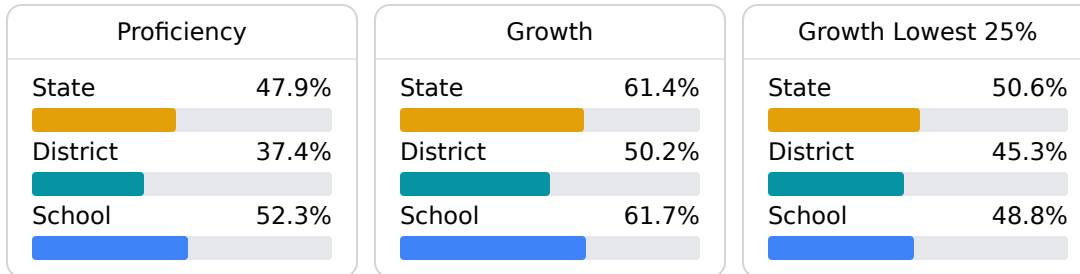 Proficiency
State 47.9%
District 37.4%
School 52.3%
Growth
State 61.4%
District 50.2%
School 61.7%
Growth Lowest 25%
State 50.6%
District 45.3%
School 48.8%